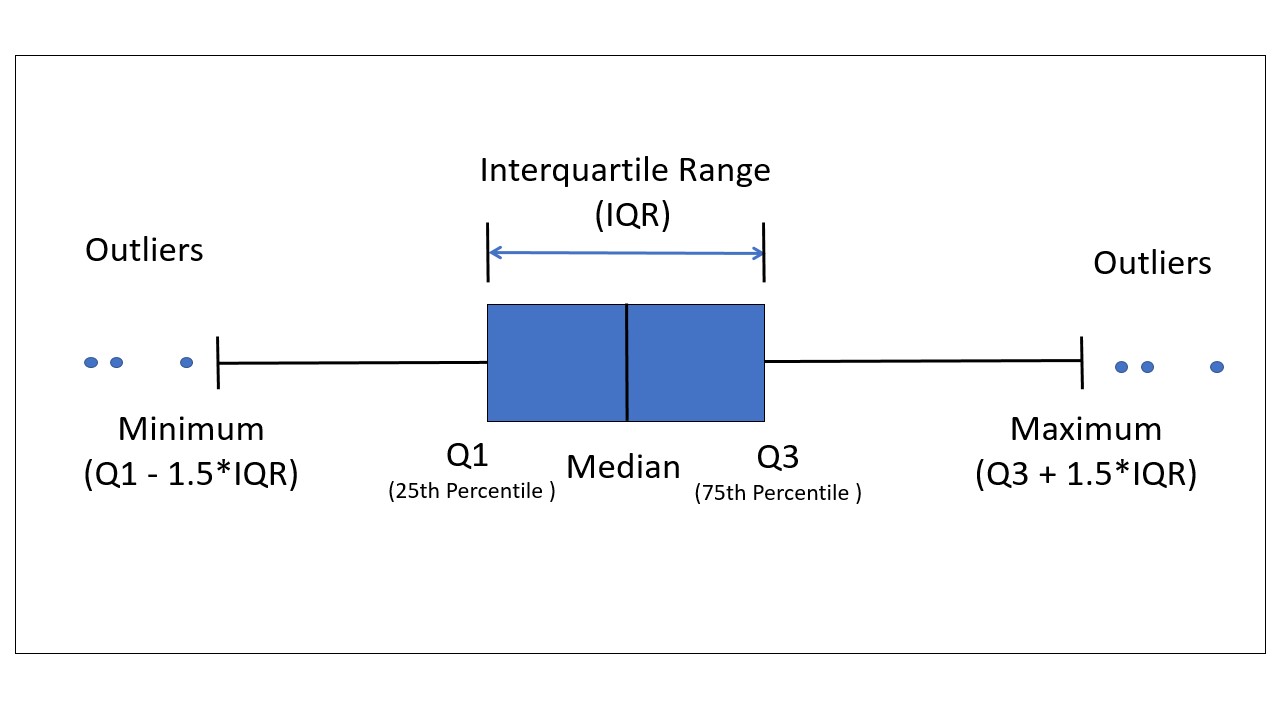 Interquartile Range
(IQR)
Outliers
Outliers
Minimum
(Q1 - 1.5*IQR)
Q1
(25th Percentile )
Median
Q3
(75th Percentile )
Maximum
(Q3 + 1.5*IQR)